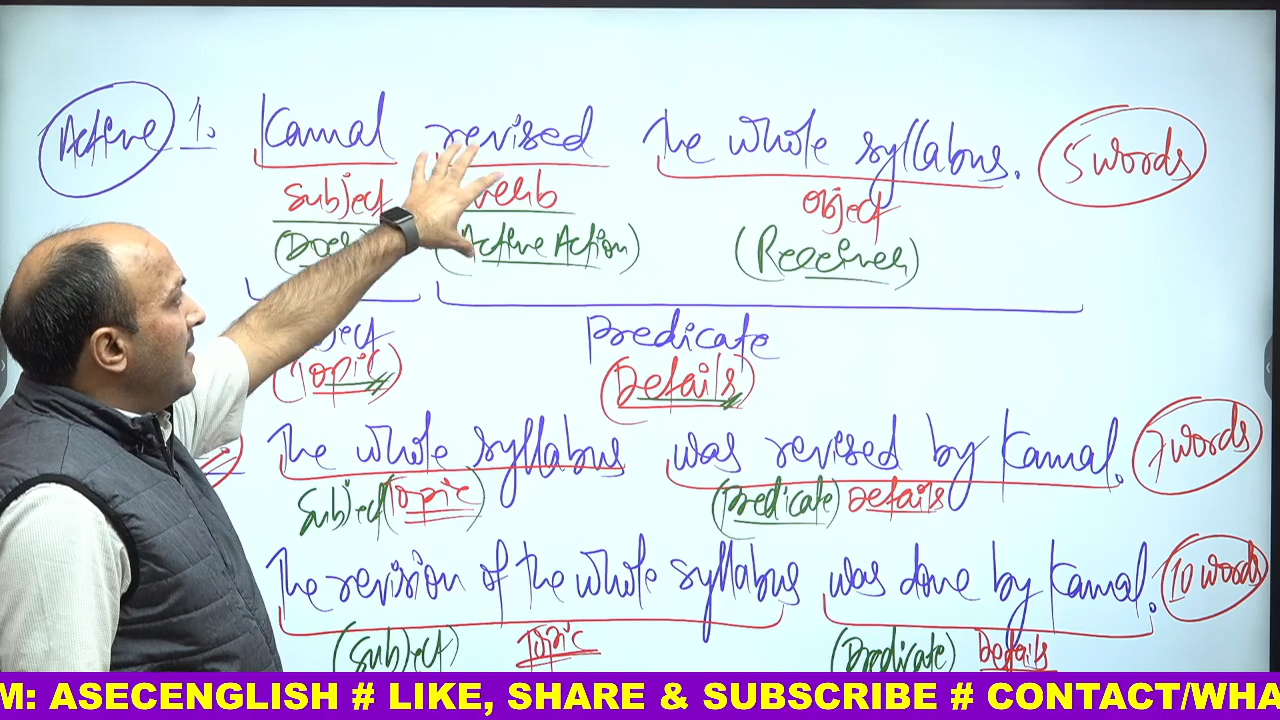 Active 1. Kamal revised the whole syllabus. 5 words
Subject verb object
(Doer) (Active Action) (Receiver)
Predicate
(Topic) (Details)
The whole syllabus was revised by Kamal. 7 words
Subject (Topic) (Predicate) Details
The revision of the whole syllabus was done by Kamal. 10 words
(Subject) Topic (Predicate) Details
M: ASECENGLISH # LIKE, SHARE & SUBSCRIBE # CONTACT/WHA